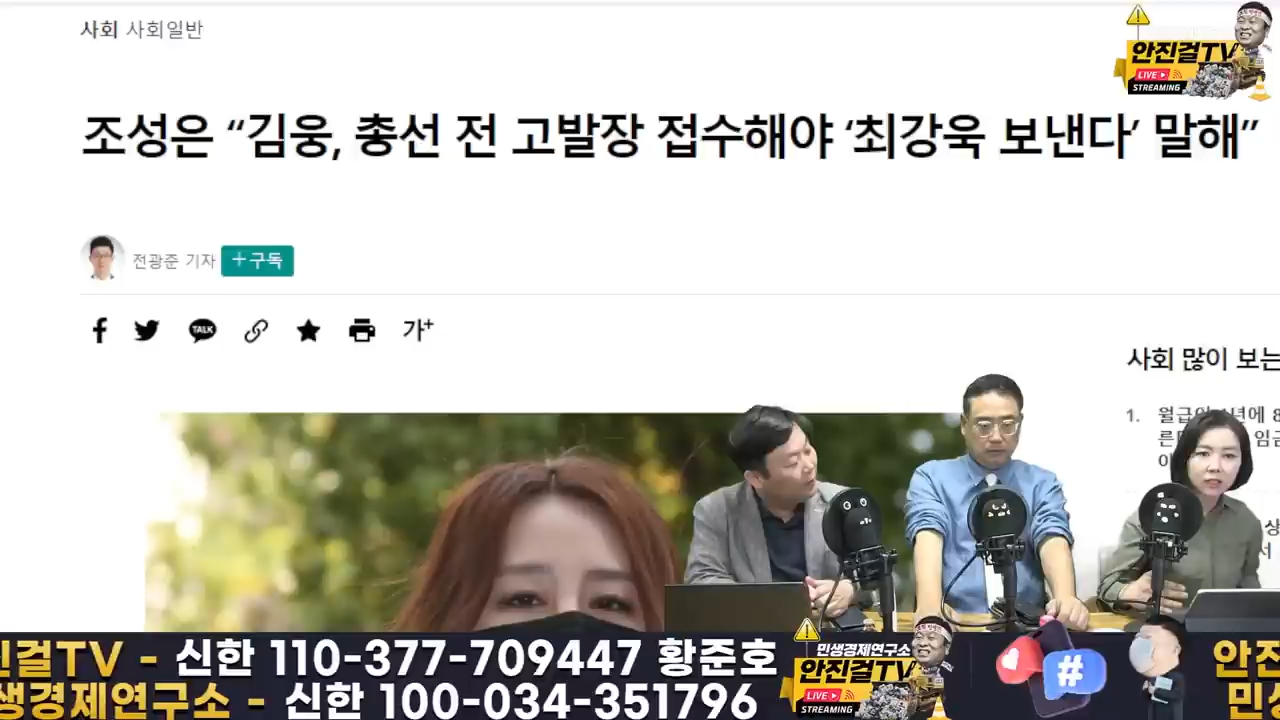 사회 사회일반
안진걸TV
LIVE
STREAMING
조성은 “김웅, 총선 전 고발장 접수해야 ‘최강욱 보낸다’ 말해”
전광준 기자
+구독
TALK
가+
사회 많이 보는
1.
진걸TV - 신한 110-377-709447 황준호
생경제연구소 - 신한 100-034-351796
민생경제연구소
안진걸TV
LIVE
STREAMING
#
안진
민생